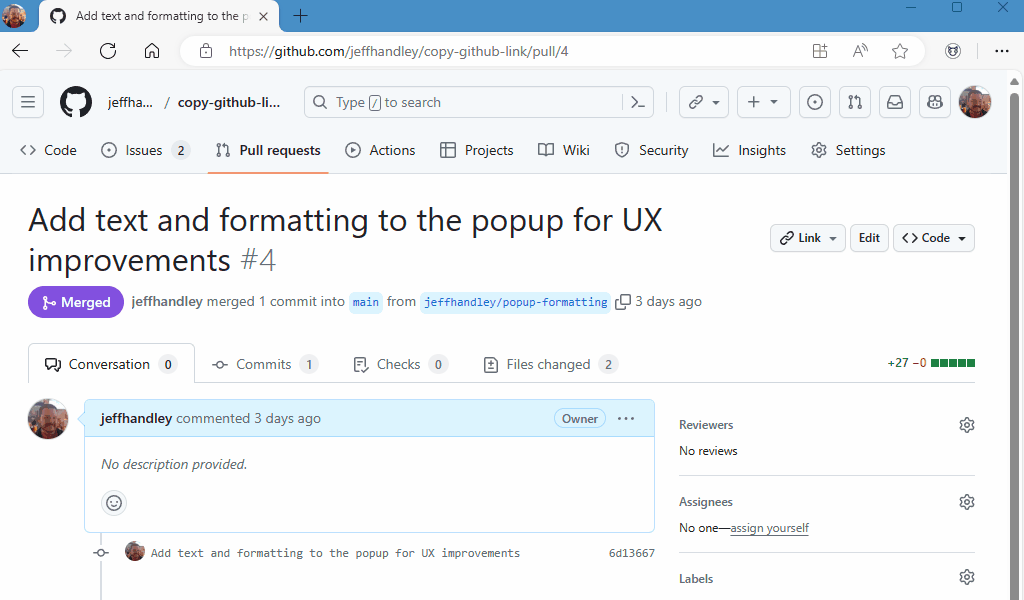 Add text and formatting to the p
https://github.com/jeffhandley/copy-github-link/pull/4
jeffha... / copy-github-li...
Type / to search
Code
Issues 2
Pull requests
Actions
Projects
Wiki
Security
Insights
Settings
Add text and formatting to the popup for UX
improvements #4
Link
Edit
Code
Merged
jeffhandley merged 1 commit into main from jeffhandley/popup-formatting 3 days ago
Conversation 0
Commits 1
Checks 0
Files changed 2
+27 −0
jeffhandley commented 3 days ago
Owner
No description provided.
Add text and formatting to the popup for UX improvements
6d13667
Reviewers
No reviews
Assignees
No one—assign yourself
Labels